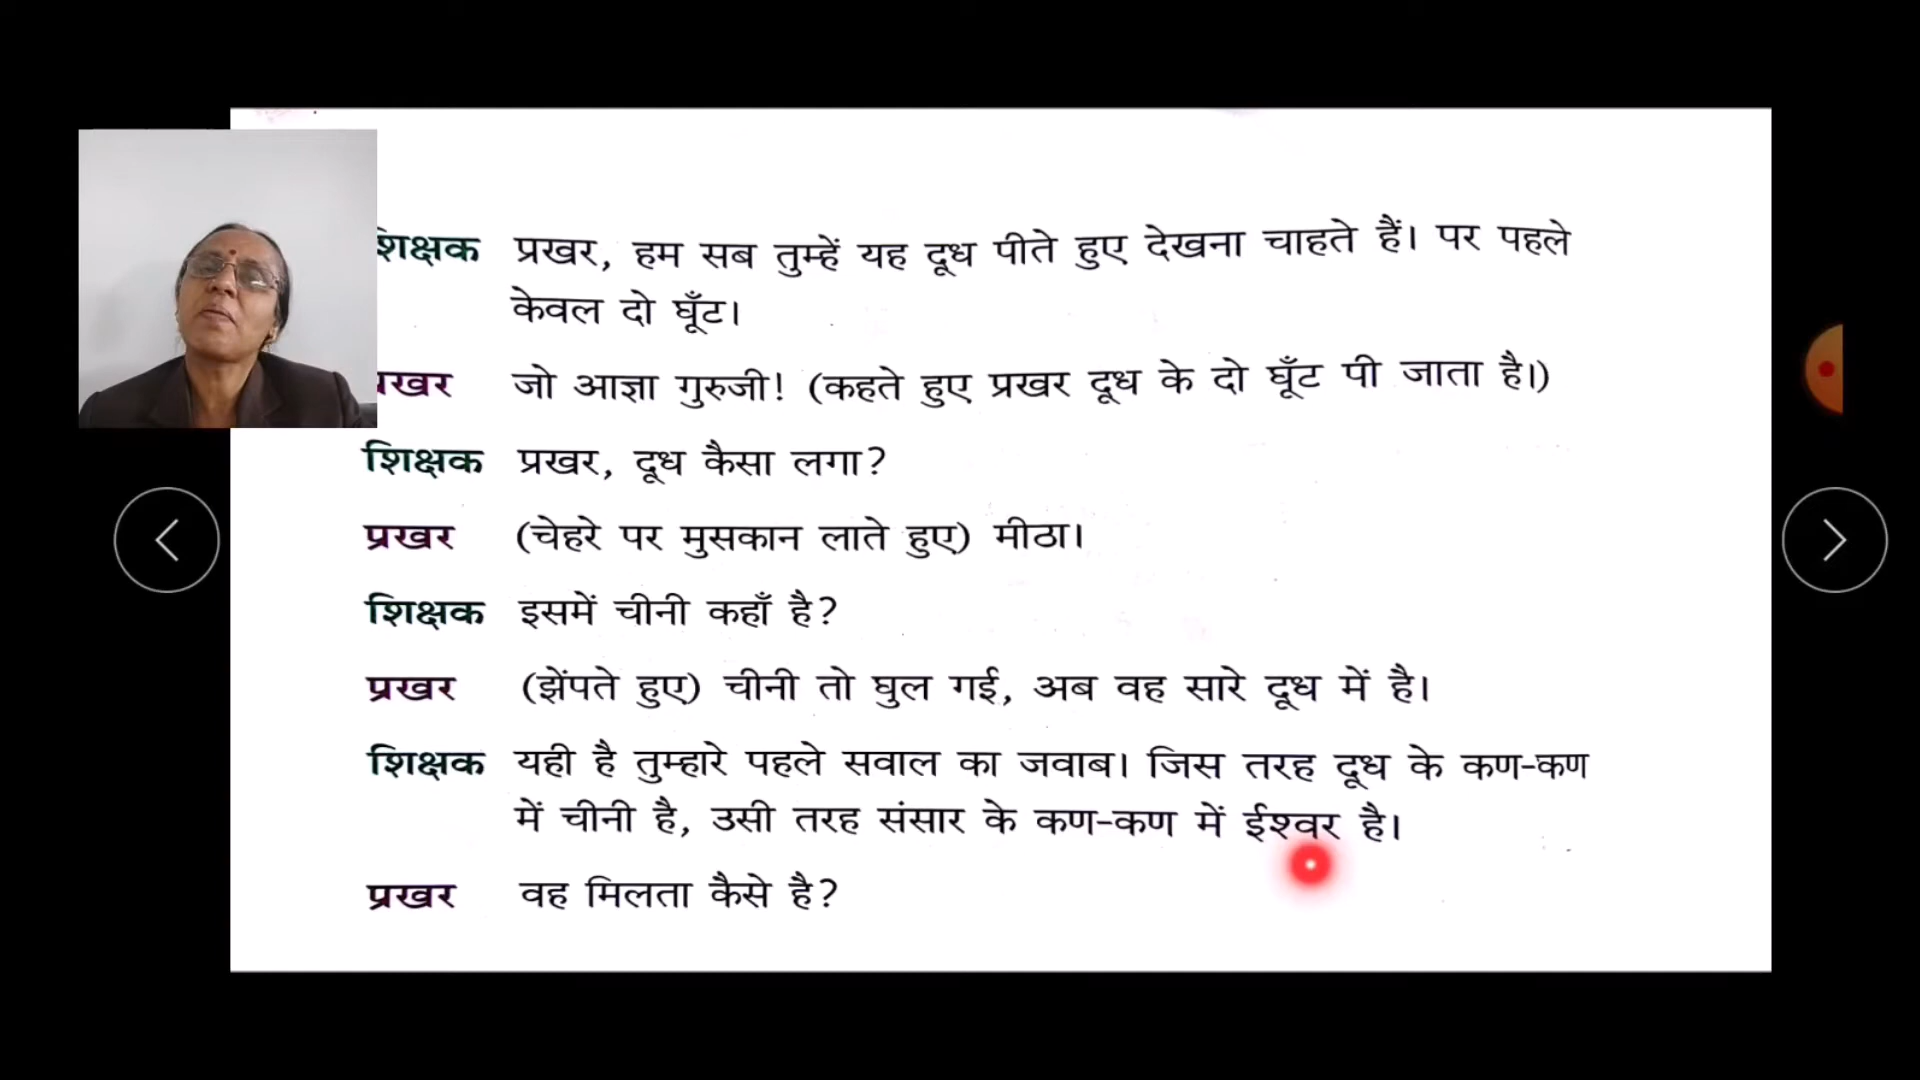 शिक्षक प्रखर, हम सब तुम्हें यह दूध पीते हुए देखना चाहते हैं। पर पहले
केवल दो घूँट।
प्रखर जो आज्ञा गुरुजी! (कहते हुए प्रखर दूध के दो घूँट पी जाता है।)
शिक्षक प्रखर, दूध कैसा लगा?
प्रखर (चेहरे पर मुसकान लाते हुए) मीठा।
शिक्षक इसमें चीनी कहाँ है?
प्रखर (झेंपते हुए) चीनी तो घुल गई, अब वह सारे दूध में है।
शिक्षक यही है तुम्हारे पहले सवाल का जवाब। जिस तरह दूध के कण-कण
में चीनी है, उसी तरह संसार के कण-कण में ईश्वर है।
प्रखर वह मिलता कैसे है?